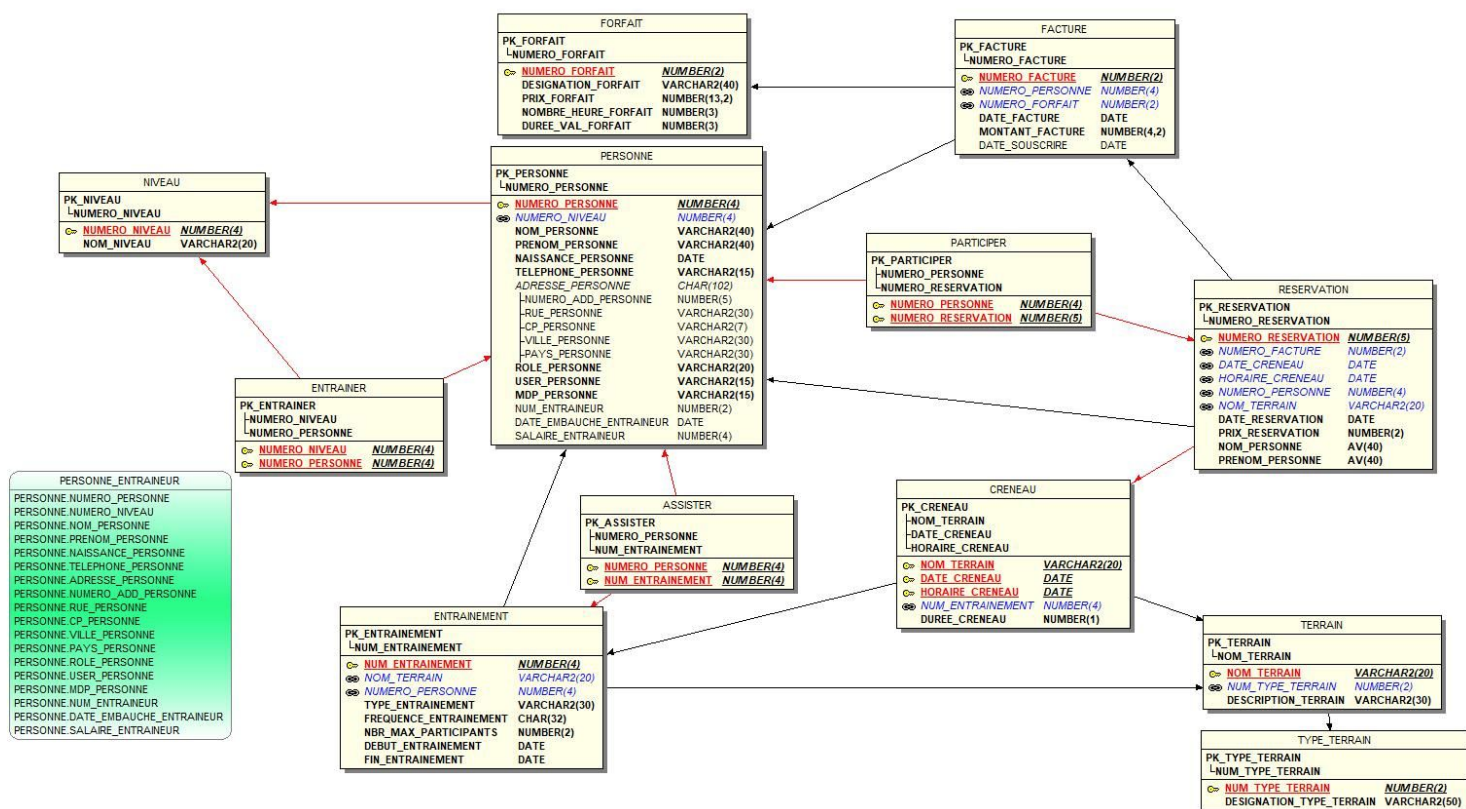 FORFAIT
PK_FORFAIT
NUMERO_FORFAIT
NUMERO_FORFAIT NUMBER(2)
DESIGNATION_FORFAIT VARCHAR2(40)
PRIX_FORFAIT NUMBER(13,2)
NOMBRE_HEURE_FORFAIT NUMBER(3)
DUREE_VAL_FORFAIT NUMBER(3)
FACTURE
PK_FACTURE
NUMERO_FACTURE
NUMERO_FACTURE NUMBER(2)
NUMERO_PERSONNE NUMBER(4)
NUMERO_FORFAIT NUMBER(2)
DATE_FACTURE DATE
MONTANT_FACTURE NUMBER(4,2)
DATE_SOUSCRIRE DATE
NIVEAU
PK_NIVEAU
NUMERO_NIVEAU
NUMERO_NIVEAU NUMBER(4)
NOM_NIVEAU VARCHAR2(20)
PERSONNE
PK_PERSONNE
NUMERO_PERSONNE
NUMERO_PERSONNE NUMBER(4)
NUMERO_NIVEAU NUMBER(4)
NOM_PERSONNE VARCHAR2(40)
PRENOM_PERSONNE VARCHAR2(40)
NAISSANCE_PERSONNE DATE
TELEPHONE_PERSONNE VARCHAR2(15)
ADRESSE_PERSONNE CHAR(102)
NUMERO_ADD_PERSONNE NUMBER(5)
RUE_PERSONNE VARCHAR2(30)
CP_PERSONNE VARCHAR2(7)
VILLE_PERSONNE VARCHAR2(30)
PAYS_PERSONNE VARCHAR2(30)
ROLE_PERSONNE VARCHAR2(20)
USER_PERSONNE VARCHAR2(15)
MDP_PERSONNE VARCHAR2(15)
NUM_ENTRAINEUR NUMBER(2)
DATE_EMBAUCHE_ENTRAINEUR DATE
SALAIRE_ENTRAINEUR NUMBER(4)
PARTICIPER
PK_PARTICIPER
NUMERO_PERSONNE
NUMERO_RESERVATION
NUMERO_PERSONNE NUMBER(4)
NUMERO_RESERVATION NUMBER(5)
RESERVATION
PK_RESERVATION
NUMERO_RESERVATION
NUMERO_RESERVATION NUMBER(5)
NUMERO_FACTURE NUMBER(2)
DATE_CRENEAU DATE
HORAIRE_CRENEAU DATE
NUMERO_PERSONNE NUMBER(4)
NOM_TERRAIN VARCHAR2(20)
DATE_RESERVATION DATE
PRIX_RESERVATION NUMBER(2)
NOM_PERSONNE AV(40)
PRENOM_PERSONNE AV(40)
ENTRAINER
PK_ENTRAINER
NUMERO_NIVEAU
NUMERO_PERSONNE
NUMERO_NIVEAU NUMBER(4)
NUMERO_PERSONNE NUMBER(4)
PERSONNE_ENTRAINEUR
PERSONNE.NUMERO_PERSONNE
PERSONNE.NUMERO_NIVEAU
PERSONNE.NOM_PERSONNE
PERSONNE.PRENOM_PERSONNE
PERSONNE.NAISSANCE_PERSONNE
PERSONNE.TELEPHONE_PERSONNE
PERSONNE.ADRESSE_PERSONNE
PERSONNE.NUMERO_ADD_PERSONNE
PERSONNE.RUE_PERSONNE
PERSONNE.CP_PERSONNE
PERSONNE.VILLE_PERSONNE
PERSONNE.PAYS_PERSONNE
PERSONNE.ROLE_PERSONNE
PERSONNE.USER_PERSONNE
PERSONNE.MDP_PERSONNE
PERSONNE.NUM_ENTRAINEUR
PERSONNE.DATE_EMBAUCHE_ENTRAINEUR
PERSONNE.SALAIRE_ENTRAINEUR
ASSISTER
PK_ASSISTER
NUMERO_PERSONNE
NUM_ENTRAINEMENT
NUMERO_PERSONNE NUMBER(4)
NUM_ENTRAINEMENT NUMBER(4)
CRENEAU
PK_CRENEAU
NOM_TERRAIN
DATE_CRENEAU
HORAIRE_CRENEAU
NOM_TERRAIN VARCHAR2(20)
DATE_CRENEAU DATE
HORAIRE_CRENEAU DATE
NUM_ENTRAINEMENT NUMBER(4)
DUREE_CRENEAU NUMBER(1)
ENTRAINEMENT
PK_ENTRAINEMENT
NUM_ENTRAINEMENT
NUM_ENTRAINEMENT NUMBER(4)
NOM_TERRAIN VARCHAR2(20)
NUMERO_PERSONNE NUMBER(4)
TYPE_ENTRAINEMENT VARCHAR2(30)
FREQUENCE_ENTRAINEMENT CHAR(32)
NBR_MAX_PARTICIPANTS NUMBER(2)
DEBUT_ENTRAINEMENT DATE
FIN_ENTRAINEMENT DATE
TERRAIN
PK_TERRAIN
NOM_TERRAIN
NOM_TERRAIN VARCHAR2(20)
NUM_TYPE_TERRAIN NUMBER(2)
DESCRIPTION_TERRAIN VARCHAR2(30)
TYPE_TERRAIN
PK_TYPE_TERRAIN
NUM_TYPE_TERRAIN
NUM_TYPE_TERRAIN NUMBER(2)
DESIGNATION_TYPE_TERRAIN VARCHAR2(50)